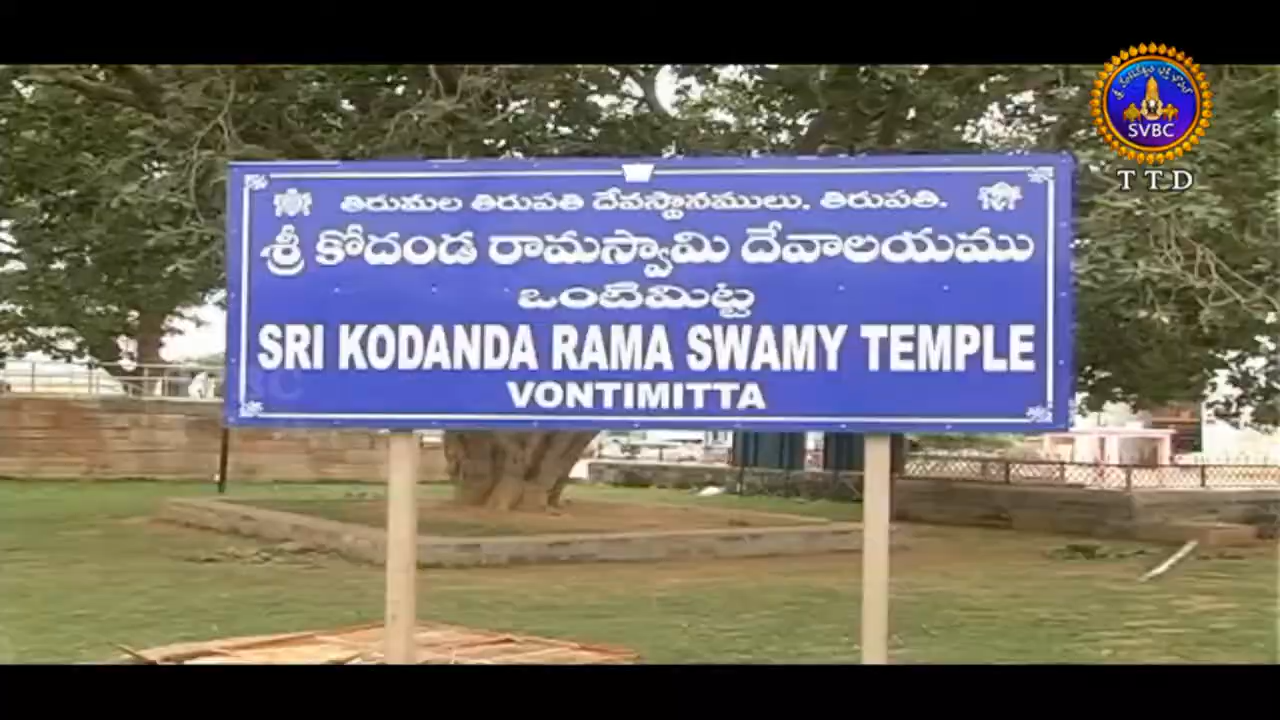 తిరుమల తిరుపతి దేవస్థానములు. తిరుపతి.
శ్రీ కోదండ రామస్వామి దేవాలయము
ఒంటిమిట్ట
SRI KODANDA RAMA SWAMY TEMPLE
VONTIMITTA
SVBC
TTD